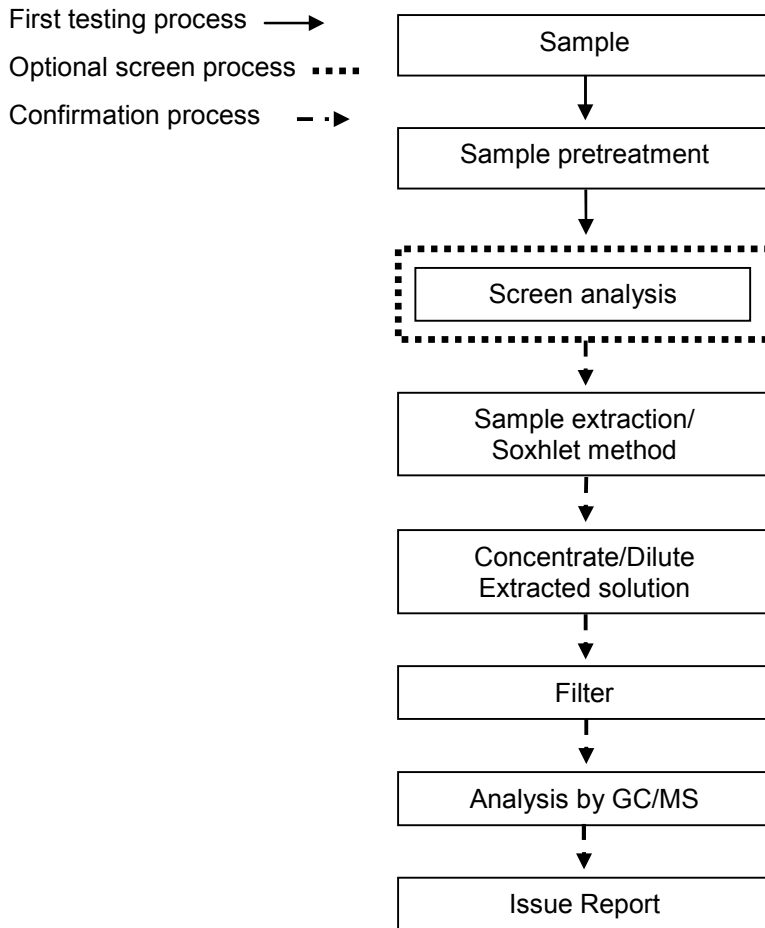 First testing process
Optional screen process
Confirmation process
Sample
Sample pretreatment
Screen analysis
Sample extraction/
Soxhlet method
Concentrate/Dilute
Extracted solution
Filter
Analysis by GC/MS
Issue Report